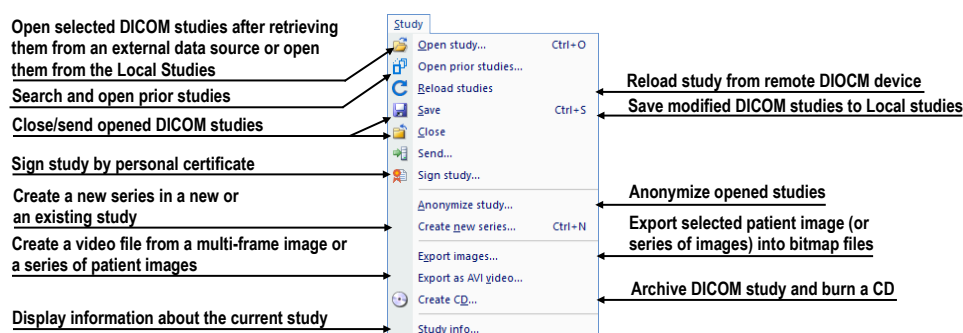 Open selected DICOM studies after retrieving
them from an external data source or open
them from the Local Studies
Search and open prior studies
Close/send opened DICOM studies
Sign study by personal certificate
Create a new series in a new or
an existing study
Create a video file from a multi-frame image or
a series of patient images
Display information about the current study
Study
Open study... Ctrl+O
Open prior studies...
Reload studies
Save Ctrl+S
Close
Send...
Sign study...
Anonymize study...
Create new series... Ctrl+N
Export images...
Export as AVI video...
Create CD...
Study info...
Reload study from remote DIOCM device
Save modified DICOM studies to Local studies
Anonymize opened studies
Export selected patient image (or
series of images) into bitmap files
Archive DICOM study and burn a CD